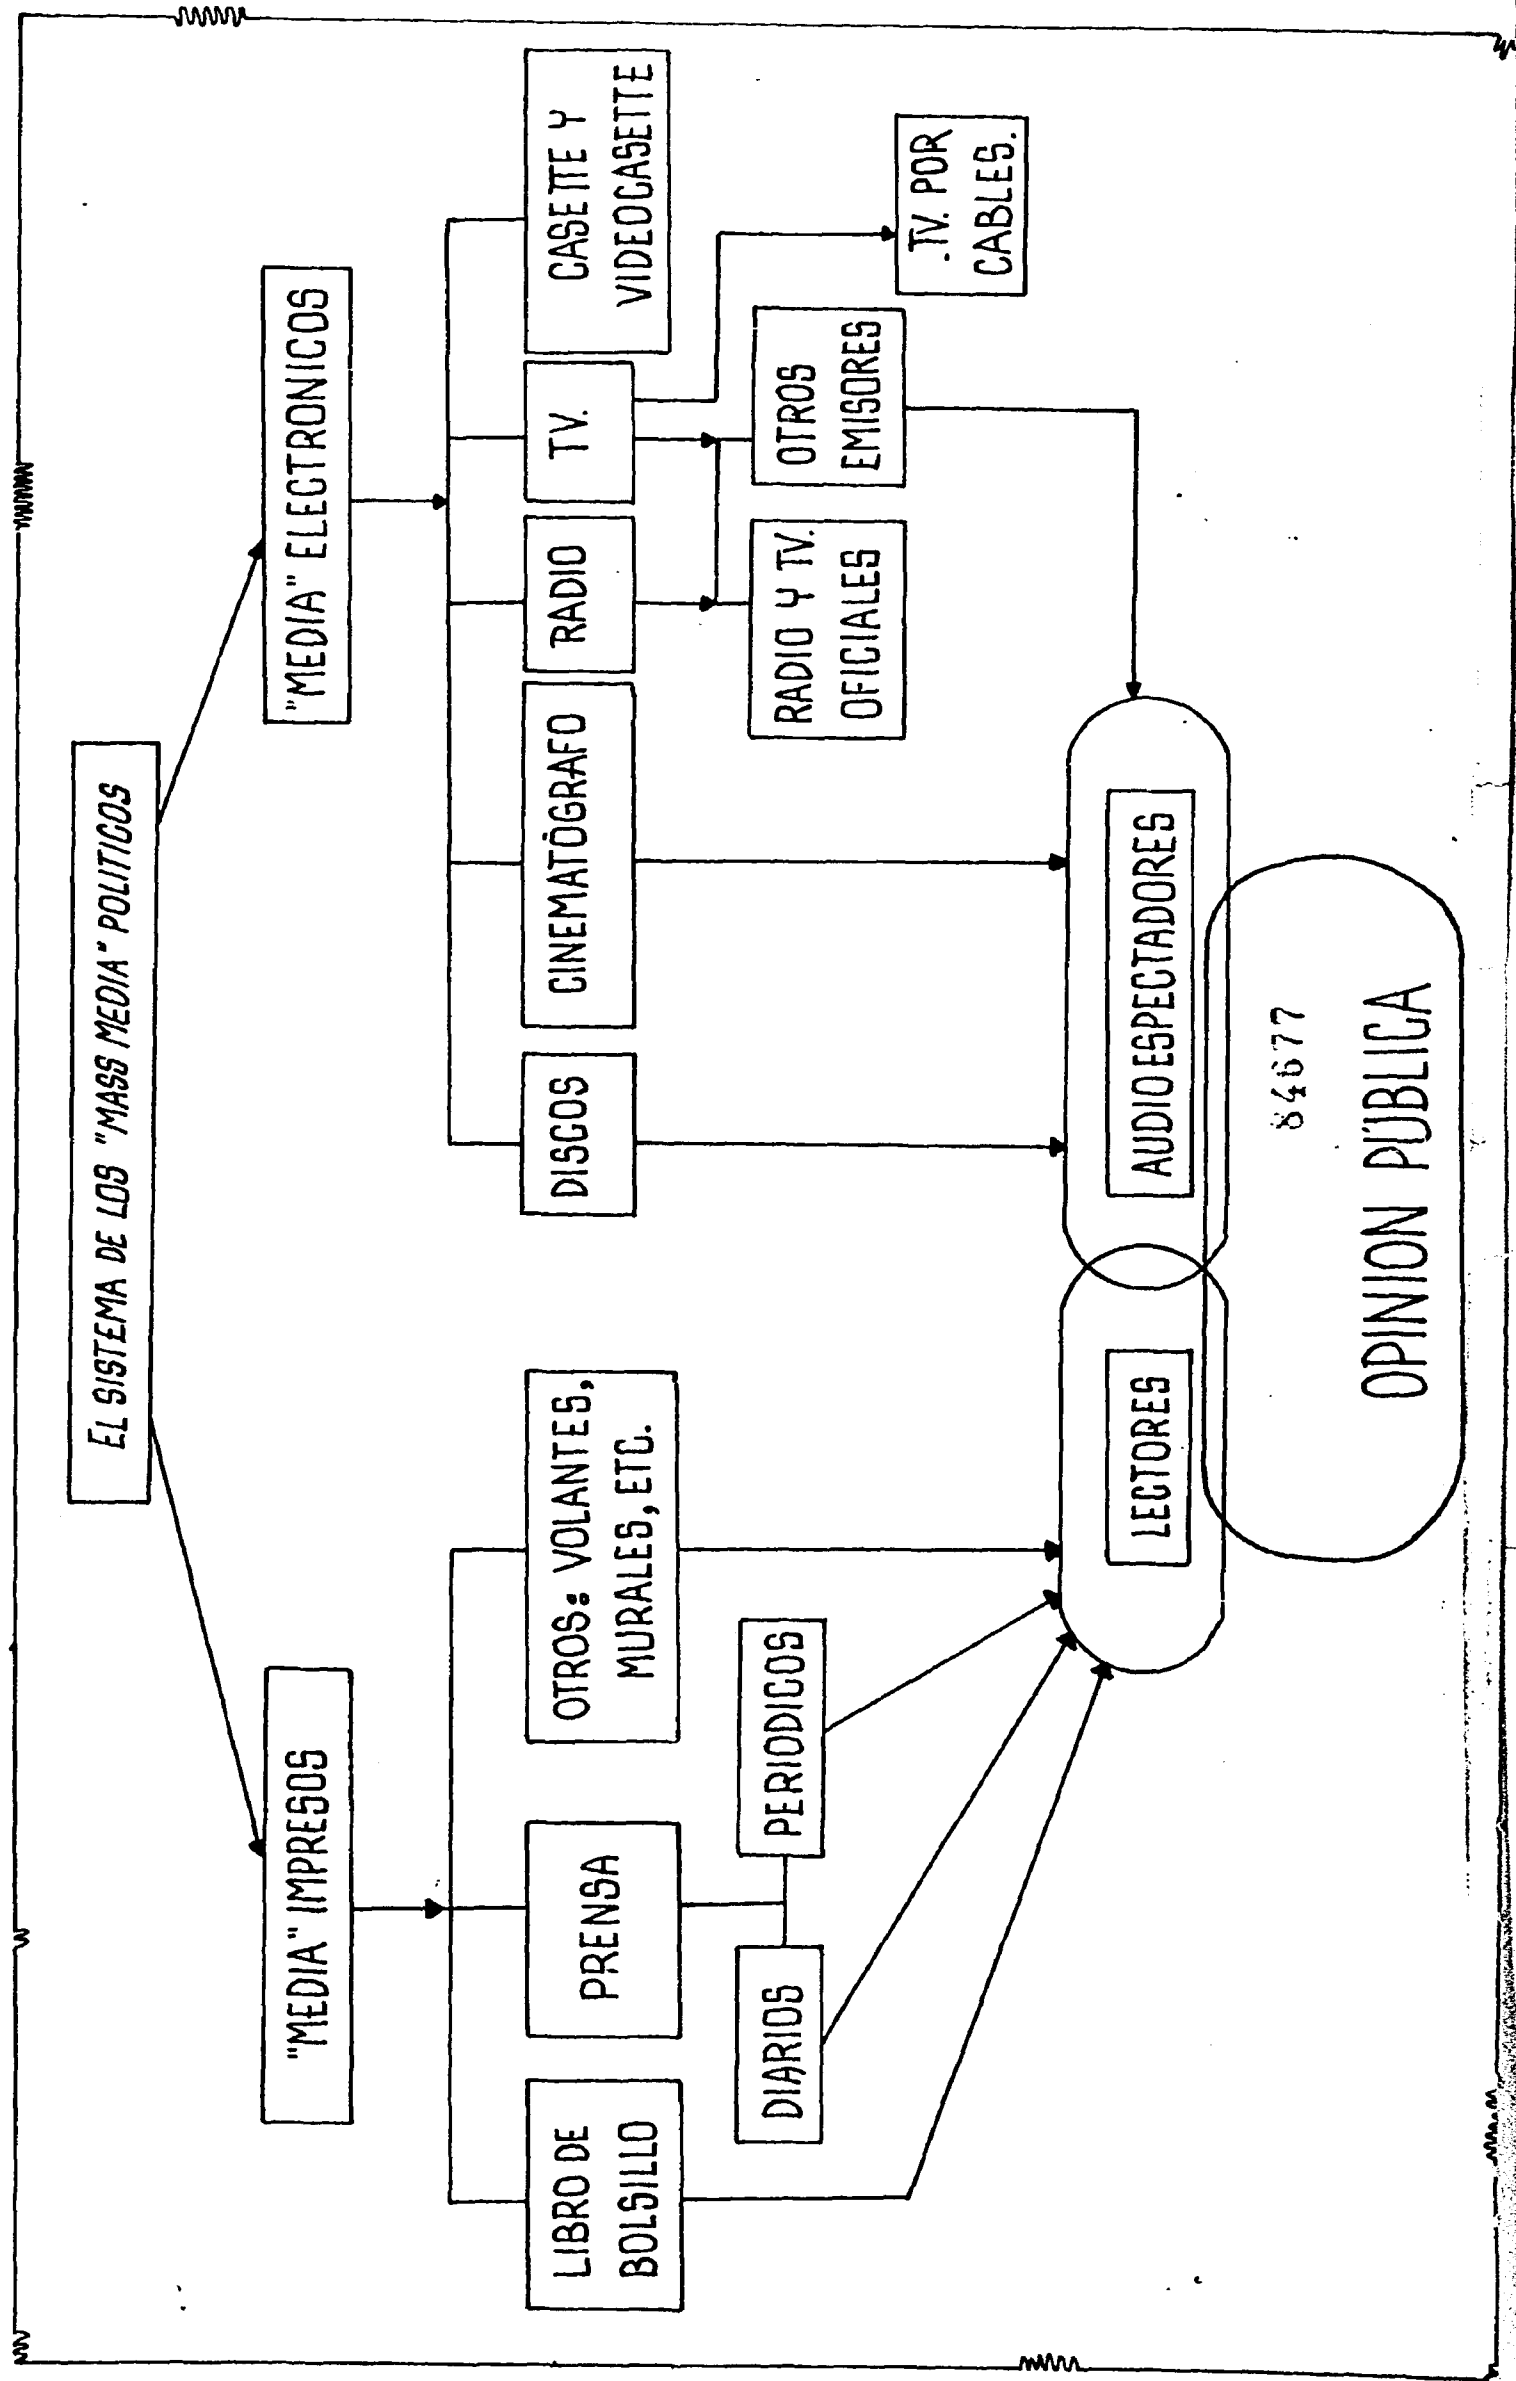 EL SISTEMA DE LOS "MASS MEDIA" POLITICOS
"MEDIA" IMPRESOS
"MEDIA" ELECTRONICOS
LIBRO DE
BOLSILLO
PRENSA
OTROS: VOLANTES,
MURALES, ETC.
DISCOS
CINEMATÓGRAFO
RADIO
TV.
CASETTE Y
VIDEOCASETTE
DIARIOS
PERIODICOS
RADIO Y TV.
OFICIALES
OTROS
EMISORES
.TV. POR
CABLES.
LECTORES
AUDIOESPECTADORES
84677
OPINION PÚBLICA